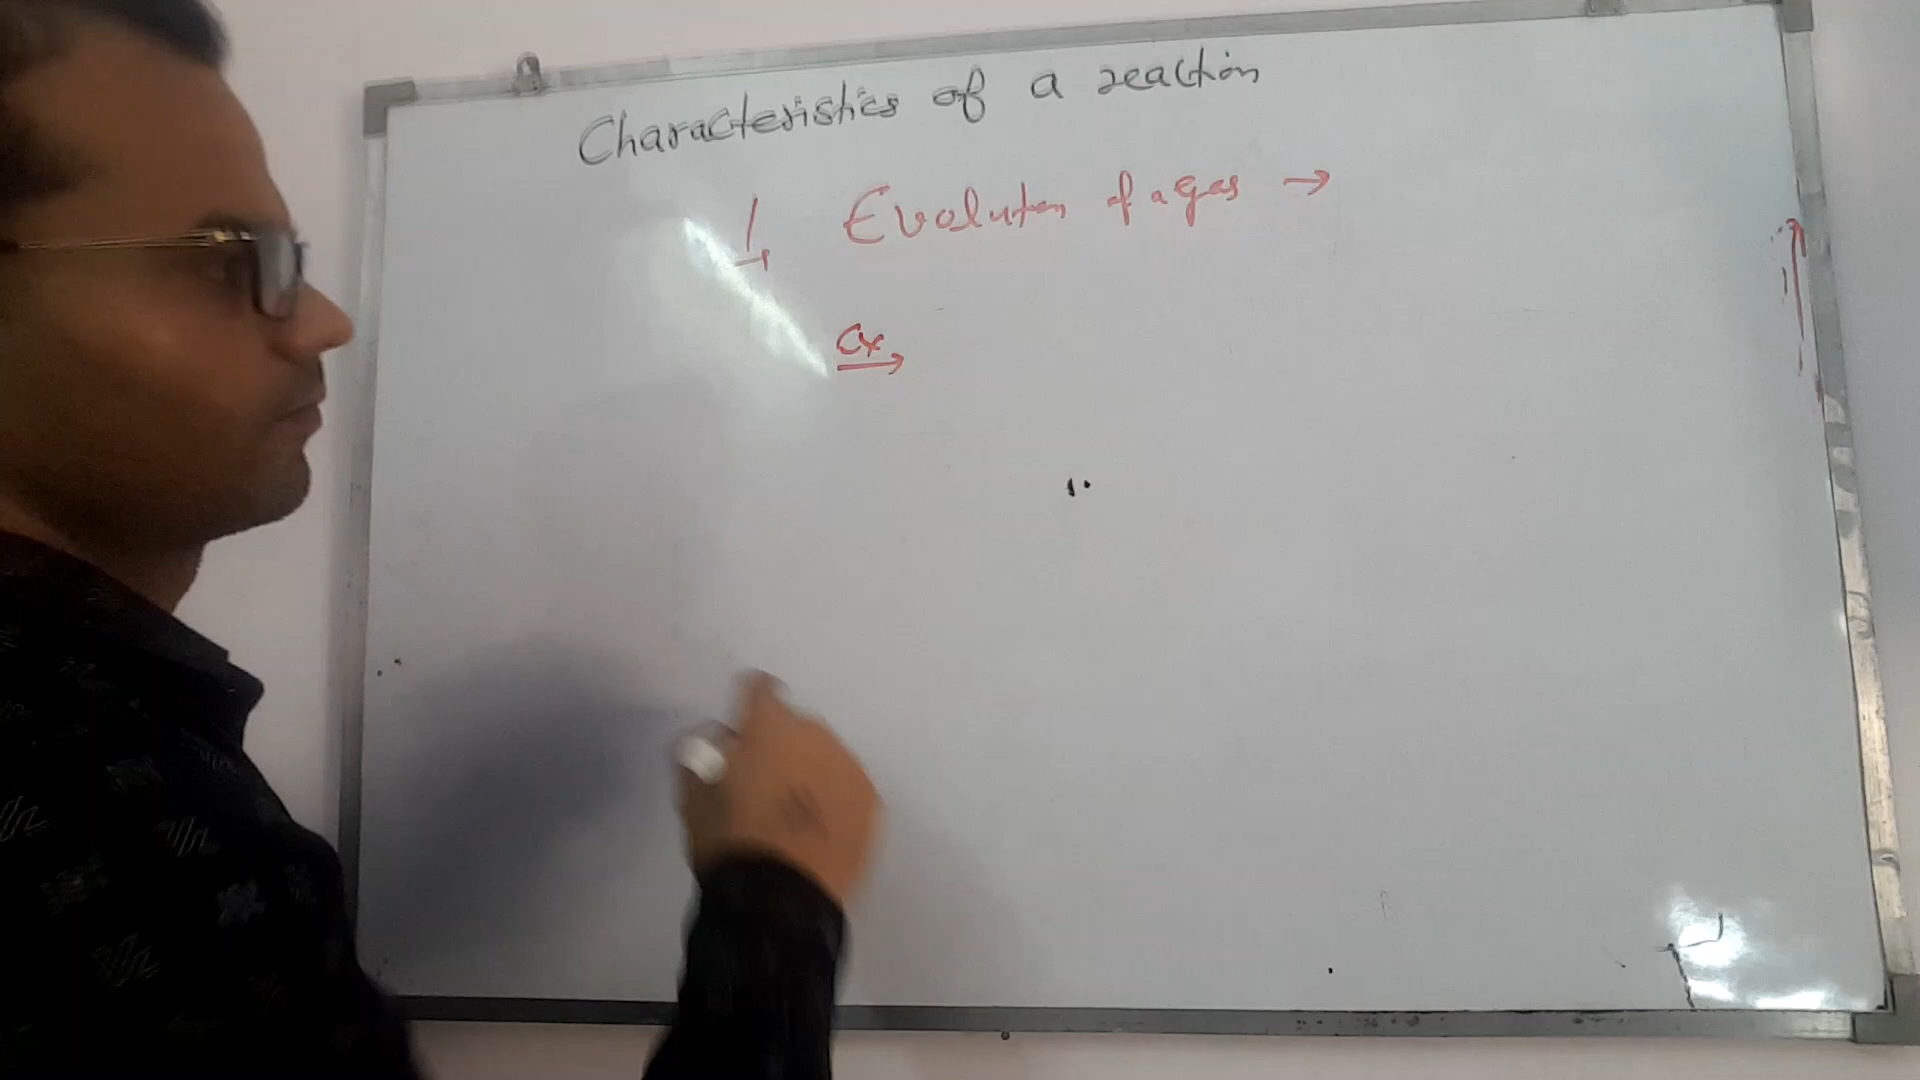 Characteristics of a reaction
1. Evolution of a gas →
Ex